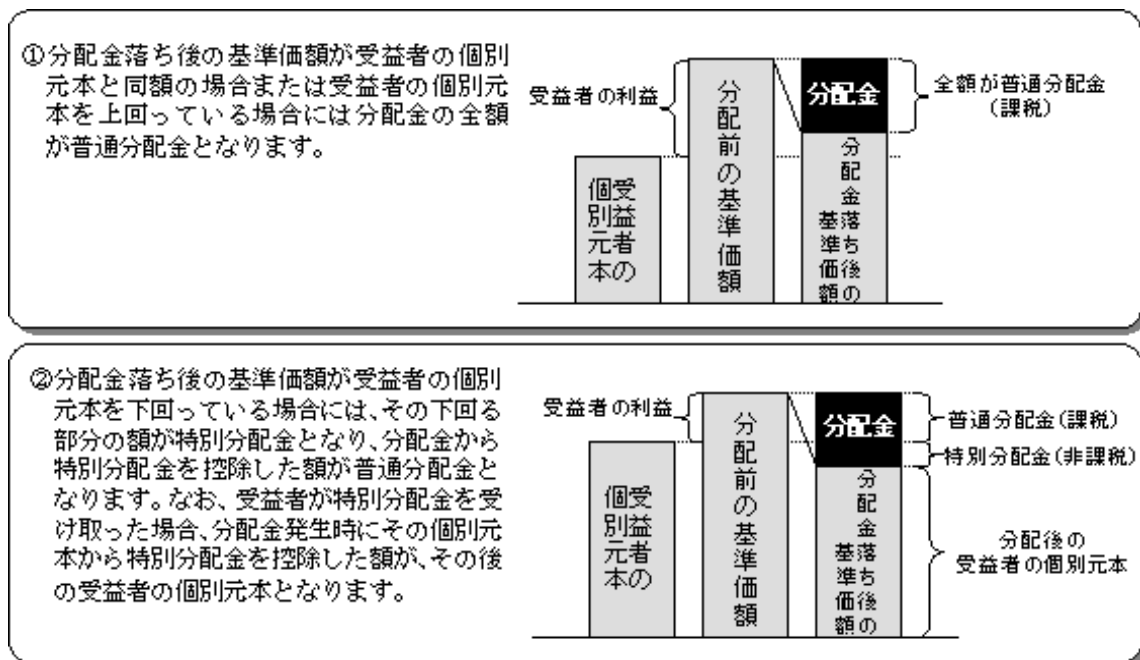 ①分配金落ち後の基準価額が受益者の個別
元本と同額の場合または受益者の個別元
本を上回っている場合には分配金の全額
が普通分配金となります。
受益者の利益
受益者の
個別元本
分配前の基準価額
分配金
分配金落ち後の
基準価額
全額が普通分配金
(課税)
②分配金落ち後の基準価額が受益者の個別
元本を下回っている場合には、その下回る
部分の額が特別分配金となり、分配金から
特別分配金を控除した額が普通分配金と
なります。なお、受益者が特別分配金を受
け取った場合、分配金発生時にその個別元
本から特別分配金を控除した額が、その後
の受益者の個別元本となります。
受益者の利益
受益者の
個別元本
分配前の基準価額
分配金
分配金落ち後の
基準価額
普通分配金(課税)
特別分配金(非課税)
分配後の
受益者の個別元本